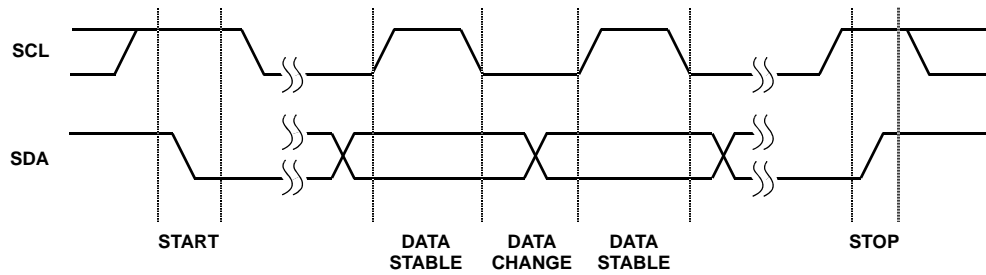 SCL
SDA
START
DATA
STABLE
DATA
CHANGE
DATA
STABLE
STOP